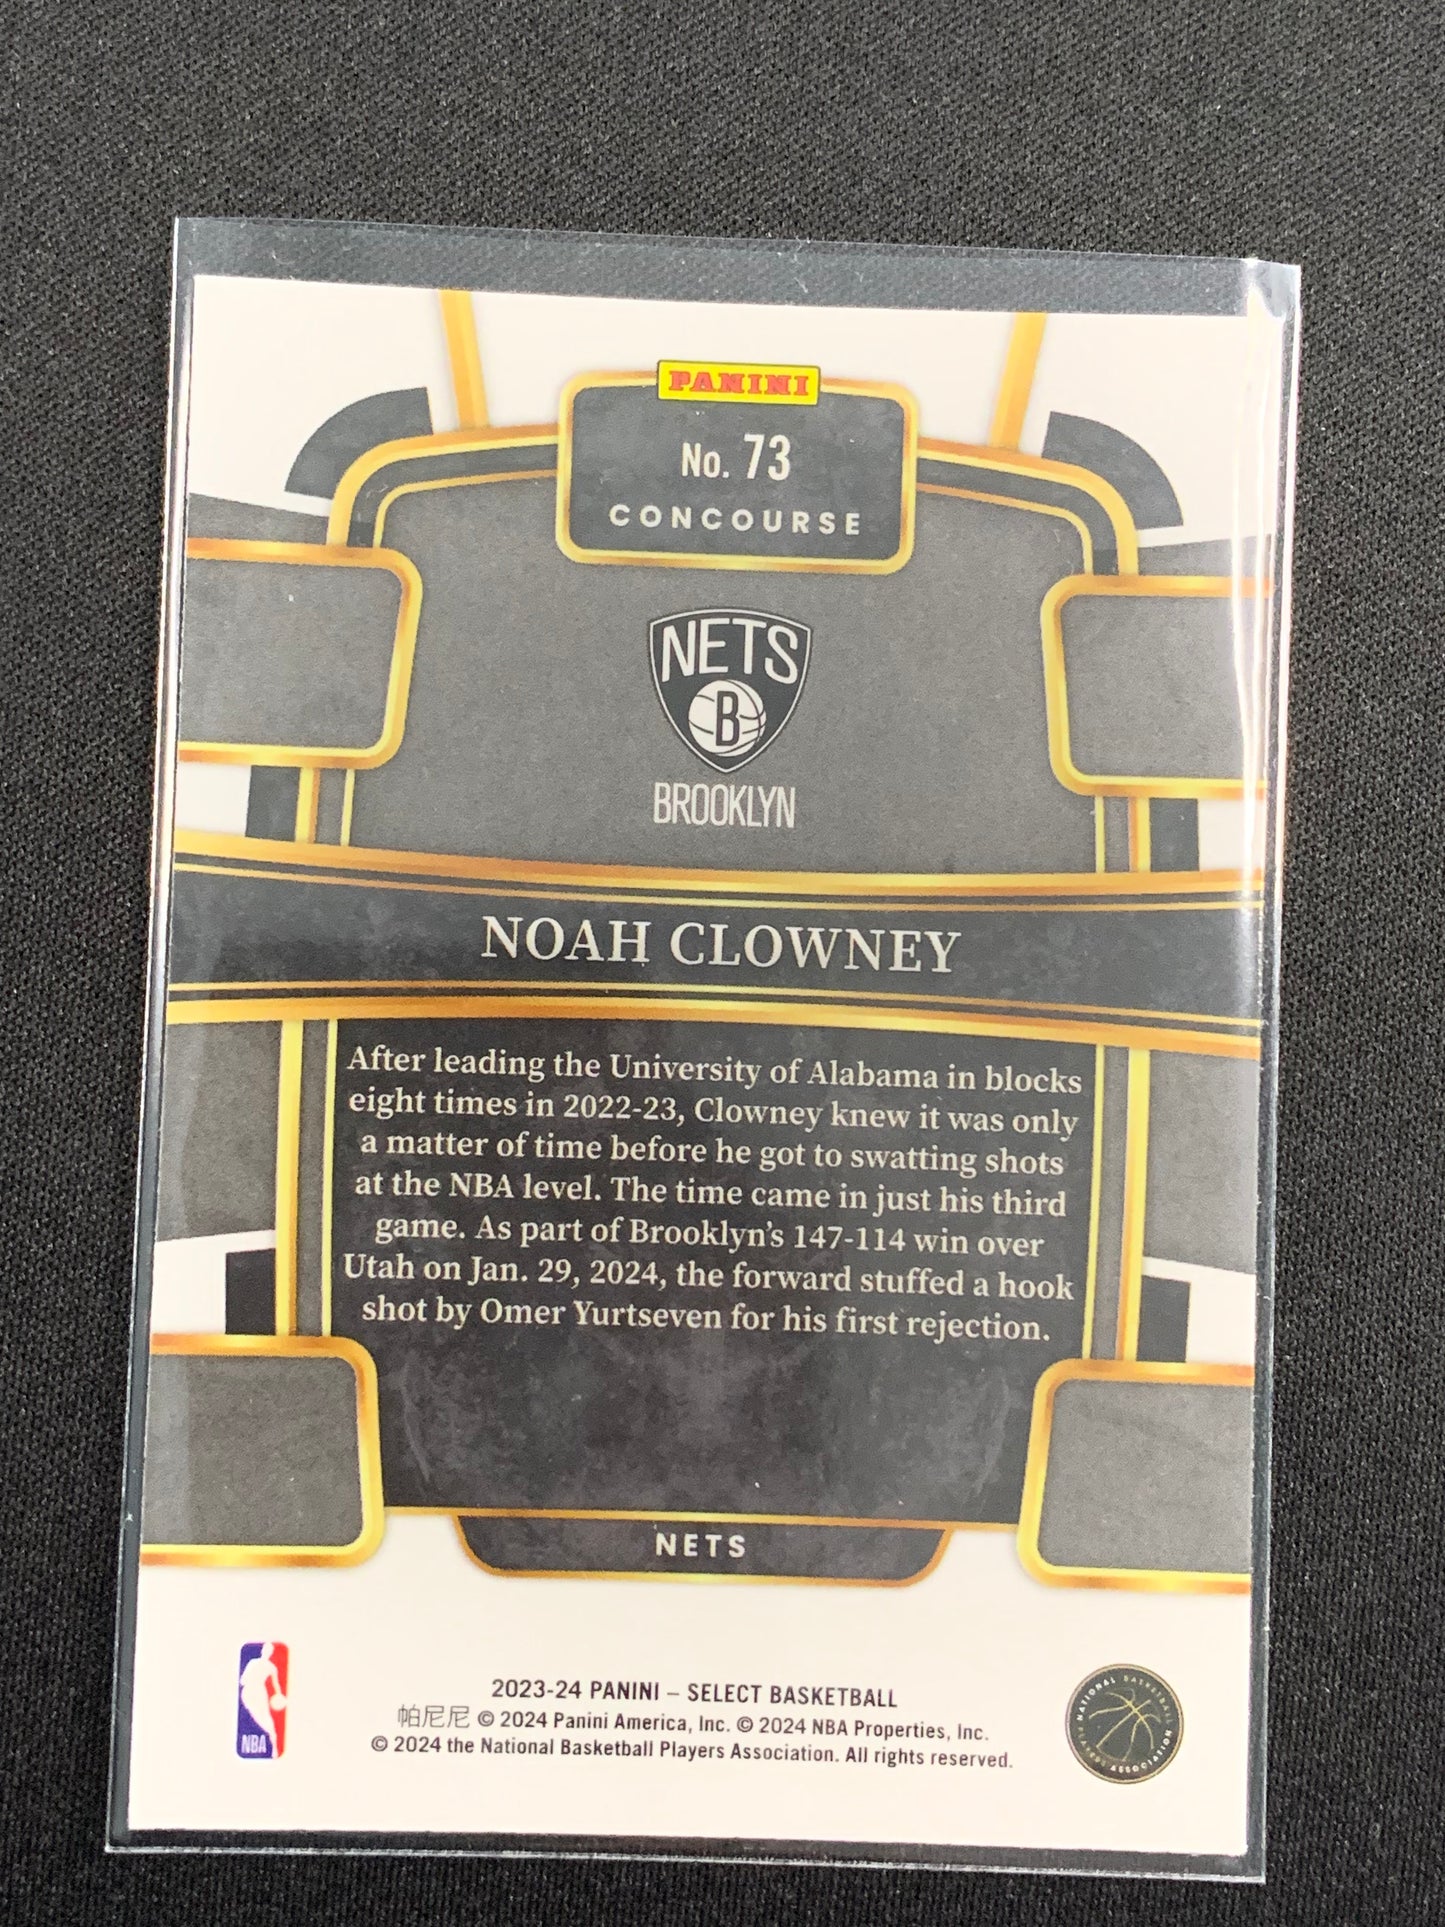 PANINI
No. 73
CONCOURSE
NETS
B
BROOKLYN
NOAH CLOWNEY
After leading the University of Alabama in blocks
eight times in 2022-23, Clowney knew it was only
a matter of time before he got to swatting shots
at the NBA level. The time came in just his third
game. As part of Brooklyn's 147-114 win over
Utah on Jan. 29, 2024, the forward stuffed a hook
shot by Omer Yurtseven for his first rejection.
NETS
NBA
2023-24 PANINI – SELECT BASKETBALL
帕尼尼 © 2024 Panini America, Inc. © 2024 NBA Properties, Inc.
© 2024 the National Basketball Players Association. All rights reserved.
NATIONAL BASKETBALL PLAYERS ASSOCIATION